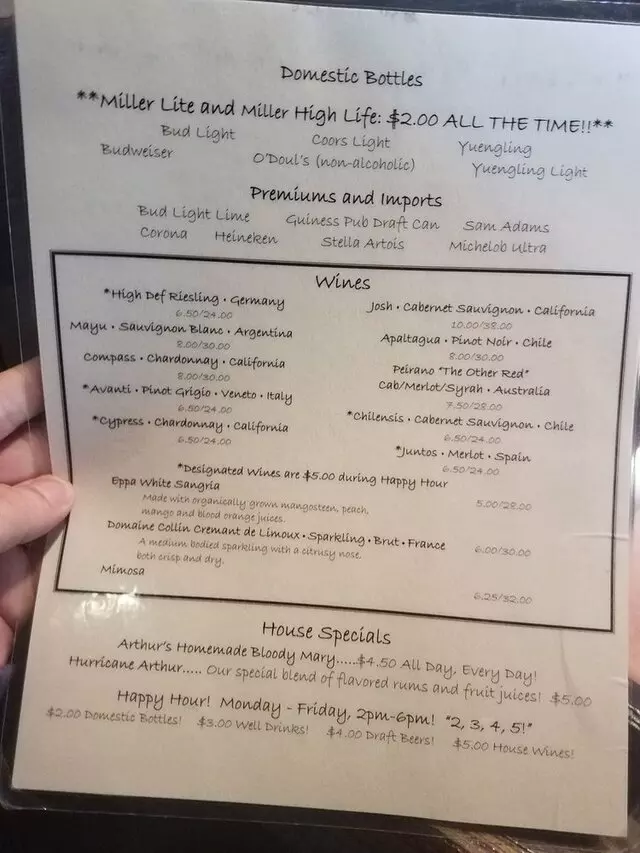 Domestic Bottles
**Miller Lite and Miller High Life: $2.00 ALL THE TIME!!**
Bud Light Coors Light Yuengling
Budweiser O'Doul's (non-alcoholic) Yuengling Light
Premiums and Imports
Bud Light Lime Guiness Pub Draft Can Sam Adams
Corona Heineken Stella Artois Michelob Ultra
Wines
*High Def Riesling • Germany
6.50/24.00
Mayu • Sauvignon Blanc • Argentina
8.00/30.00
Compass • Chardonnay • California
8.00/30.00
*Avanti • Pinot Grigio • Veneto • Italy
6.50/24.00
*Cypress • Chardonnay • California
6.50/24.00
Josh • Cabernet Sauvignon • California
10.00/38.00
Apaltagua • Pinot Noir • Chile
8.00/30.00
Peirano "The Other Red"
Cab/Merlot/Syrah • Australia
7.50/28.00
*Chilensis • Cabernet Sauvignon • Chile
6.50/24.00
*Juntos • Merlot • Spain
6.50/24.00
*Designated Wines are $5.00 during Happy Hour
Eppa White Sangria 5.00/28.00
Made with organically grown mangosteen, peach,
mango and blood orange juices.
Domaine Collin Cremant de Limoux • Sparkling • Brut • France 6.00/30.00
A medium bodied sparkling with a citrusy nose,
both crisp and dry.
Mimosa 6.25/32.00
House Specials
Arthur's Homemade Bloody Mary.....$4.50 All Day, Every Day!
Hurricane Arthur..... Our special blend of flavored rums and fruit juices! $5.00
Happy Hour! Monday - Friday, 2pm-6pm! "2, 3, 4, 5!"
$2.00 Domestic Bottles! $3.00 Well Drinks! $4.00 Draft Beers! $5.00 House Wines!